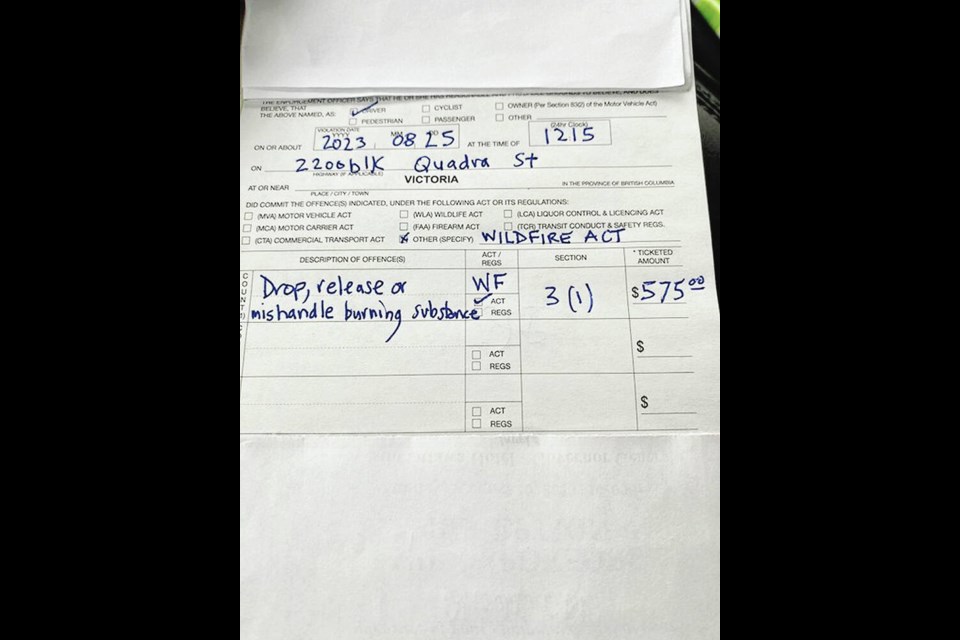 THE ENFORCEMENT OFFICER SAYS THAT HE OR SHE HAS REASONABLE AND PROBABLE GROUNDS TO BELIEVE, AND DOES
BELIEVE, THAT
THE ABOVE NAMED, AS: DRIVER CYCLIST OWNER (Per Section 83(2) of the Motor Vehicle Act)
PEDESTRIAN PASSENGER OTHER
VIOLATION DATE (24hr Clock)
YYYY MM DD
ON OR ABOUT 2023 08 25 AT THE TIME OF 1215
ON 2200blk Quadra St
HIGHWAY (IF APPLICABLE)
AT OR NEAR VICTORIA IN THE PROVINCE OF BRITISH COLUMBIA
PLACE / CITY / TOWN
DID COMMIT THE OFFENCE(S) INDICATED, UNDER THE FOLLOWING ACT OR ITS REGULATIONS:
(MVA) MOTOR VEHICLE ACT (WLA) WILDLIFE ACT (LCA) LIQUOR CONTROL & LICENCING ACT
(MCA) MOTOR CARRIER ACT (FAA) FIREARM ACT (TCR) TRANSIT CONDUCT & SAFETY REGS.
(CTA) COMMERCIAL TRANSPORT ACT OTHER (SPECIFY) WILDFIRE ACT
DESCRIPTION OF OFFENCE(S) ACT / REGS SECTION * TICKETED AMOUNT
COUNT 1 Drop, release or WF 3(1) $575.00
mishandle burning substance ACT
REGS
$
ACT
REGS
$
ACT
REGS